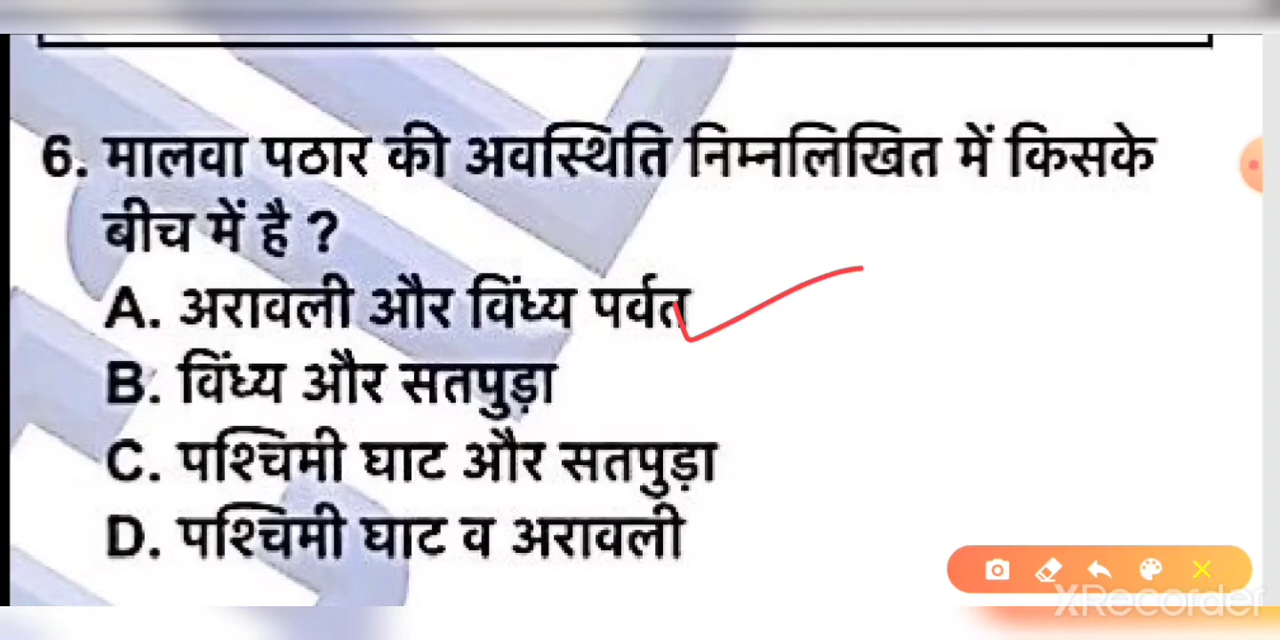 6. मालवा पठार की अवस्थिति निम्नलिखित में किसके
बीच में है ?
A. अरावली और विंध्य पर्वत
B. विंध्य और सतपुड़ा
C. पश्चिमी घाट और सतपुड़ा
D. पश्चिमी घाट व अरावली
XRecorder